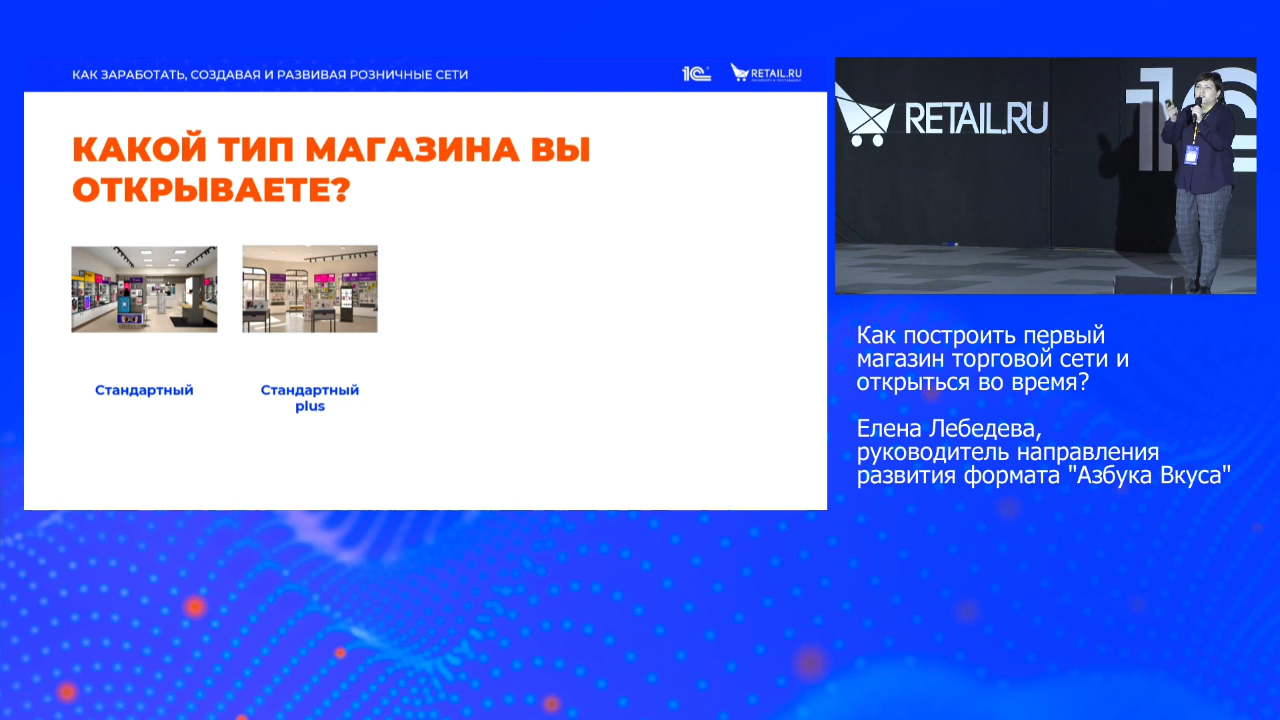 КАК ЗАРАБОТАТЬ, СОЗДАВАЯ И РАЗВИВАЯ РОЗНИЧНЫЕ СЕТИ
1С
RETAIL.RU
КАКОЙ ТИП МАГАЗИНА ВЫ
ОТКРЫВАЕТЕ?
Стандартный
Стандартный
plus
RETAIL.RU
1С
Как построить первый
магазин торговой сети и
открыться во время?
Елена Лебедева,
руководитель направления
развития формата "Азбука Вкуса"